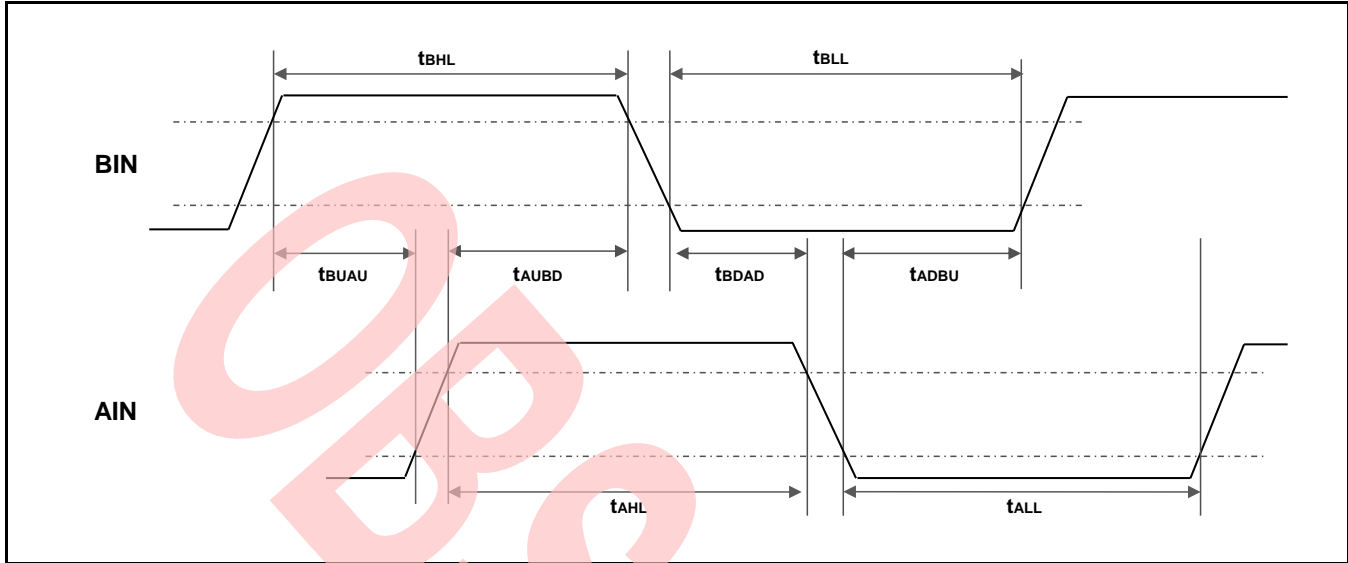 tBHL tBLL
BIN
tBUAU tAUBD tBDAD tADBU
AIN
tAHL tALL